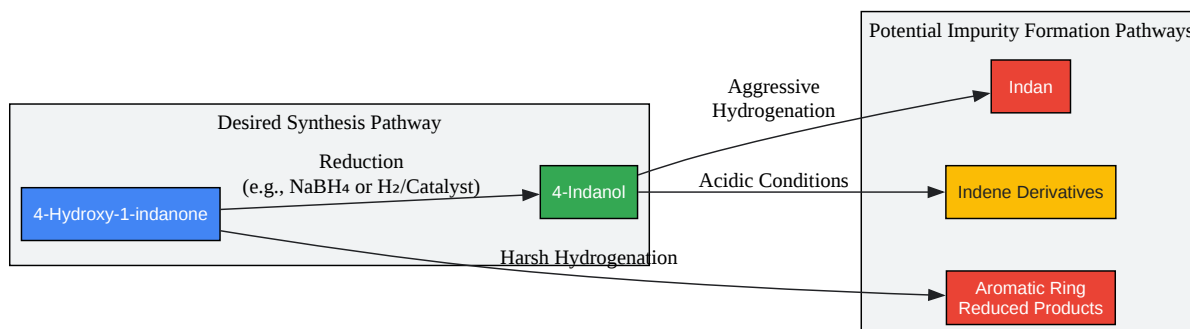 Potential Impurity Formation Pathways
Indan
Aggressive
Hydrogenation
Desired Synthesis Pathway
Reduction
(e.g., NaBH₄ or H₂/Catalyst)
4-Hydroxy-1-indanone
4-Indanol
Acidic Conditions
Indene Derivatives
Harsh Hydrogenation
Aromatic Ring
Reduced Products